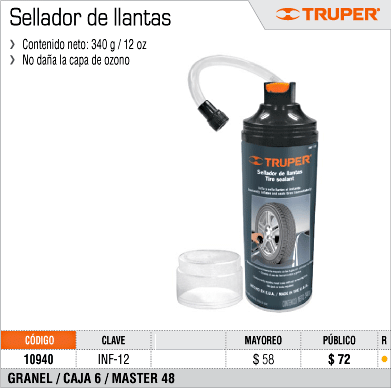 Sellador de llantas
TRUPER®
Contenido neto: 340 g / 12 oz
No daña la capa de ozono
TRUPER®
Sellador de llantas
Tire sealant
CÓDIGO CLAVE MAYOREO PÚBLICO R
10940 INF-12 $ 58 $ 72
GRANEL / CAJA 6 / MASTER 48